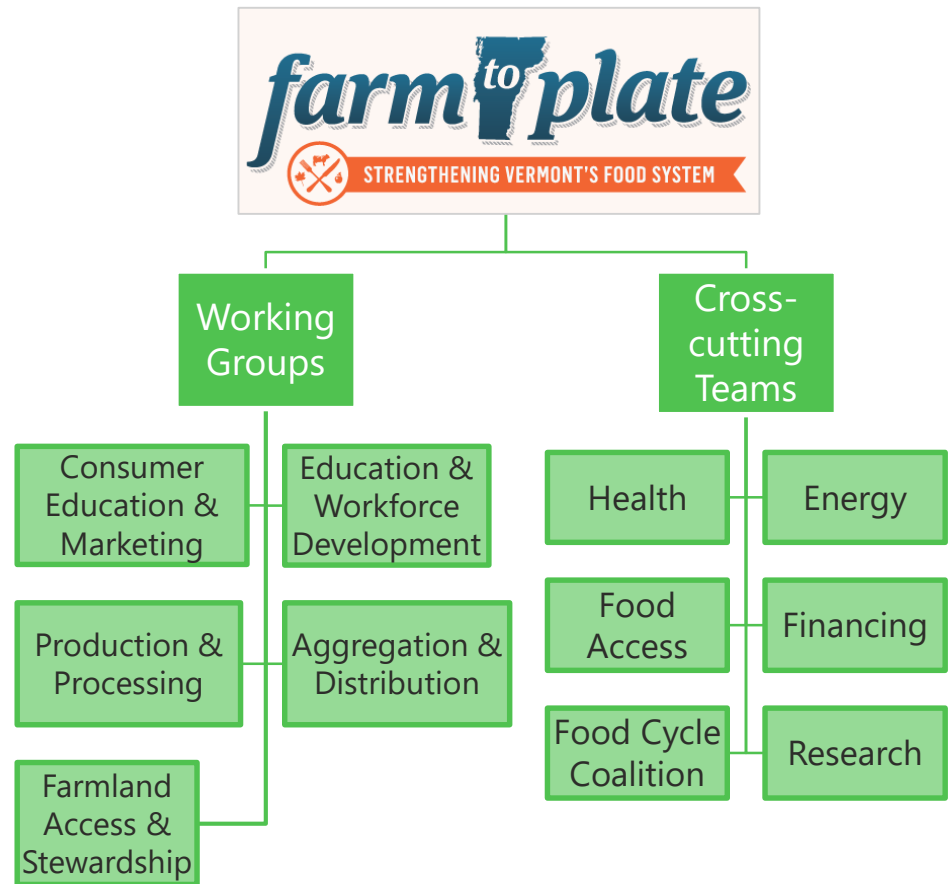 farm to plate
STRENGTHENING VERMONT'S FOOD SYSTEM
Working
Groups
Cross-
cutting
Teams
Consumer
Education &
Marketing
Education &
Workforce
Development
Production &
Processing
Aggregation &
Distribution
Farmland
Access &
Stewardship
Health
Energy
Food
Access
Financing
Food Cycle
Coalition
Research